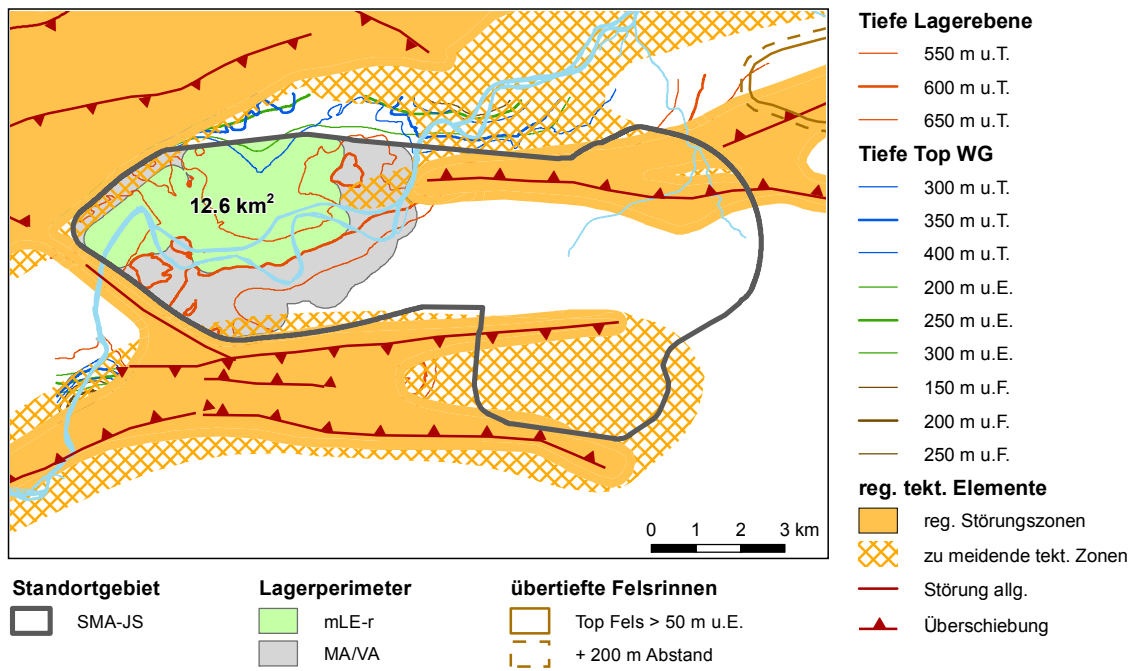 12.6 km²
0 1 2 3 km
Tiefe Lagerebene
550 m u.T.
600 m u.T.
650 m u.T.
Tiefe Top WG
300 m u.T.
350 m u.T.
400 m u.T.
200 m u.E.
250 m u.E.
300 m u.E.
150 m u.F.
200 m u.F.
250 m u.F.
reg. tekt. Elemente
reg. Störungszonen
zu meidende tekt. Zonen
Störung allg.
Überschiebung
Standortgebiet
SMA-JS
Lagerperimeter
mLE-r
MA/VA
übertiefte Felsrinnen
Top Fels > 50 m u.E.
+ 200 m Abstand